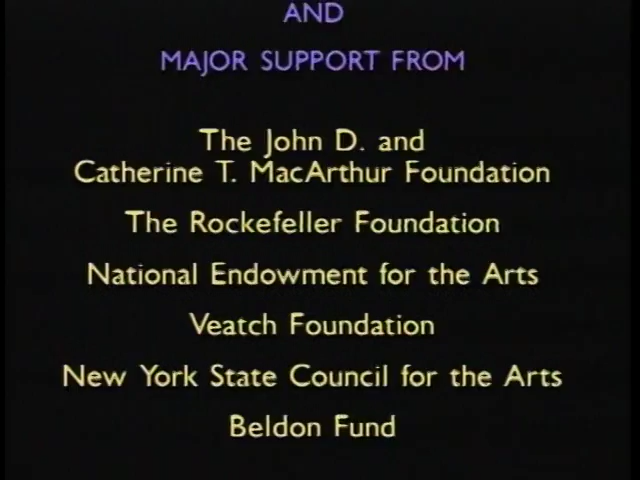 AND
MAJOR SUPPORT FROM
The John D. and
Catherine T. MacArthur Foundation
The Rockefeller Foundation
National Endowment for the Arts
Veatch Foundation
New York State Council for the Arts
Beldon Fund